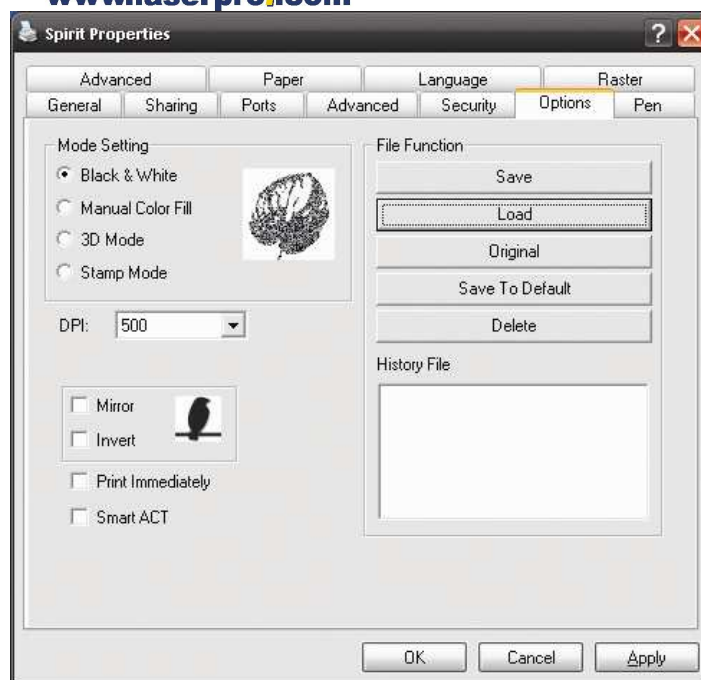 www.laserproi.com
Spirit Properties
Advanced Paper Language Raster
General Sharing Ports Advanced Security Options Pen
Mode Setting
Black & White
Manual Color Fill
3D Mode
Stamp Mode
DPI: 500
Mirror
Invert
Print Immediately
Smart ACT
File Function
Save
Load
Original
Save To Default
Delete
History File
OK Cancel Apply